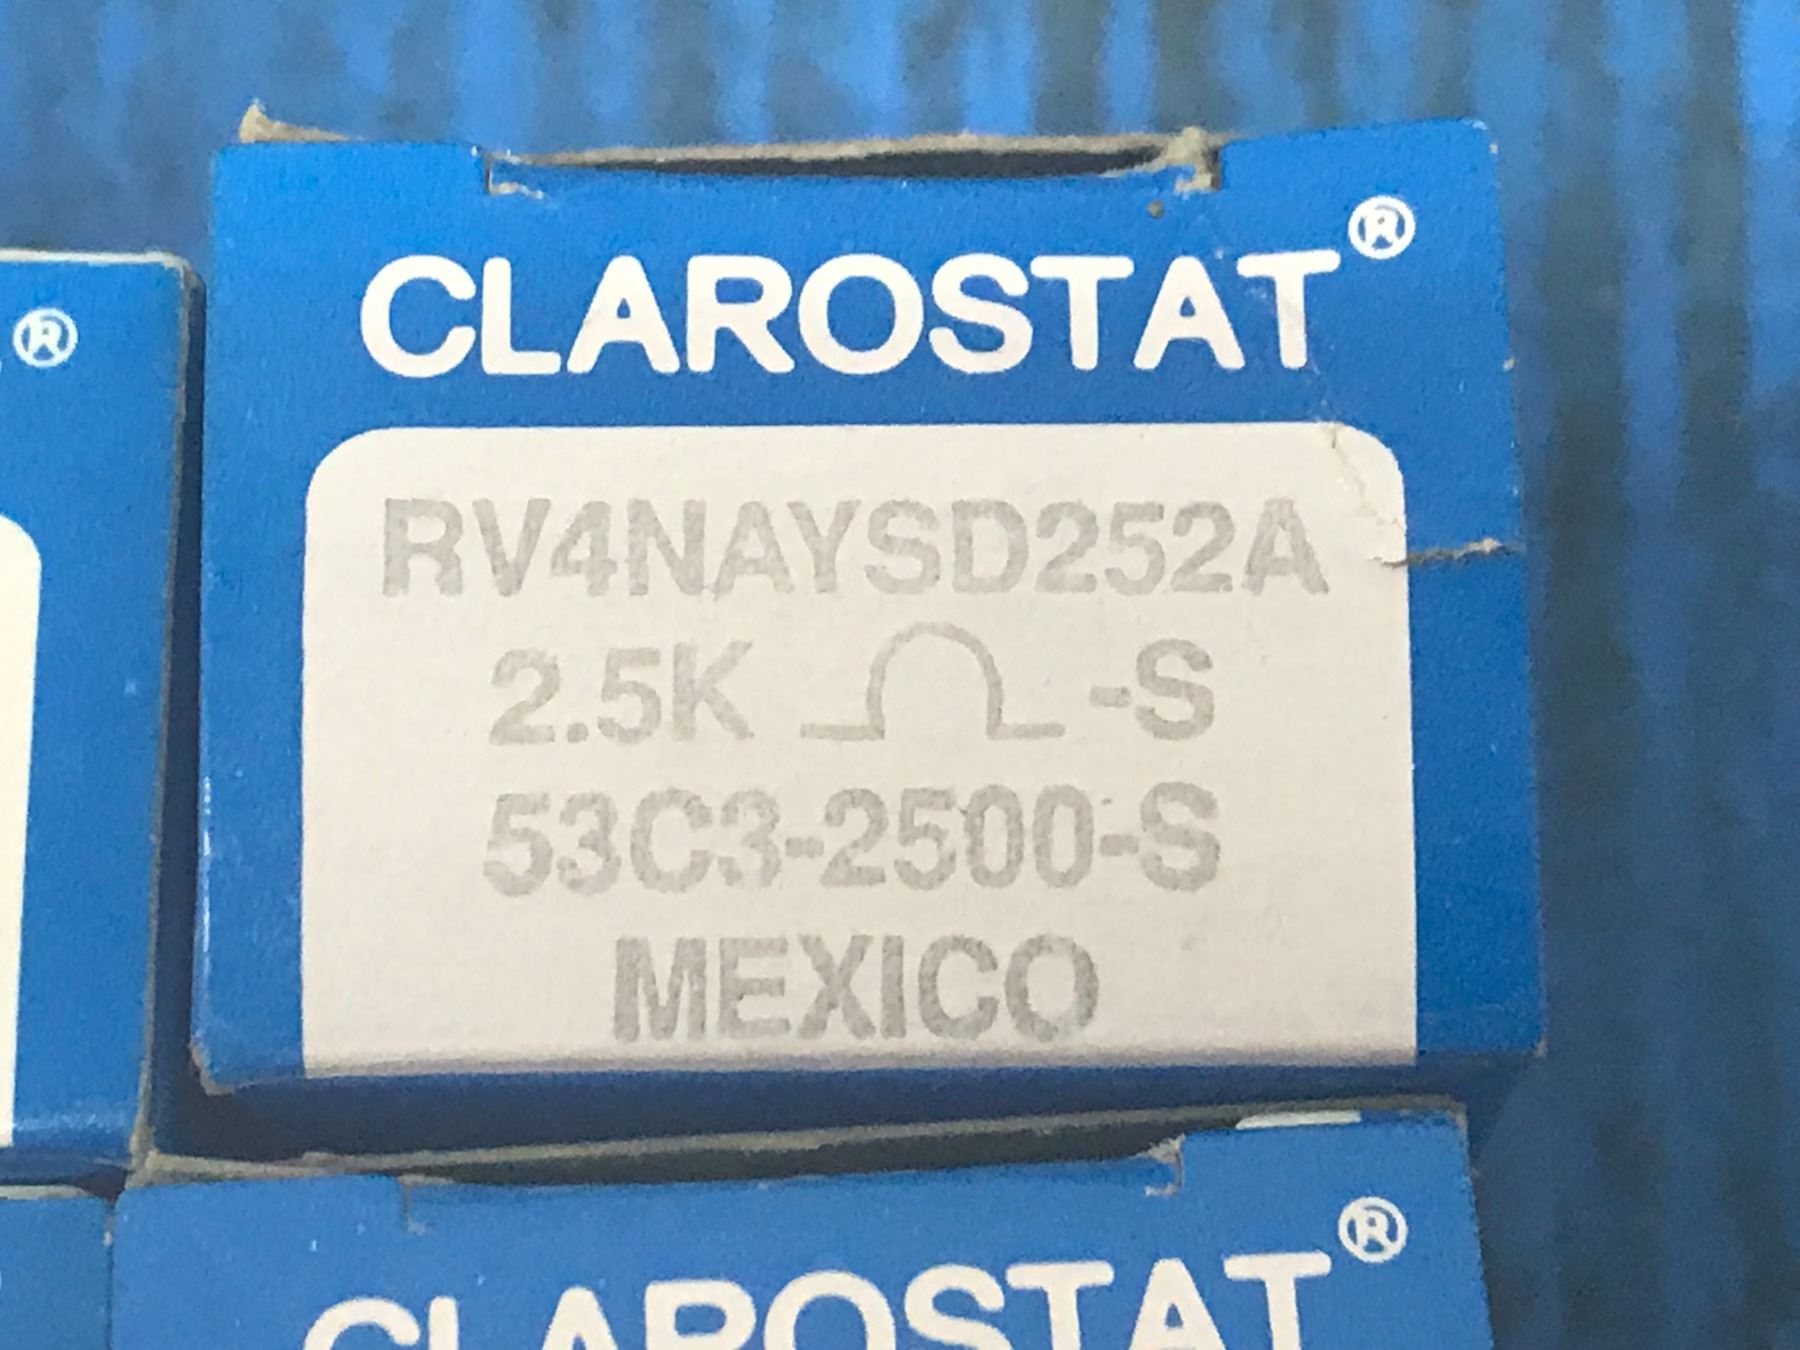 CLAROSTAT®
RV4NAYSD252A
2.5K Ω -S
53C3-2500-S
MEXICO
®
CLAROSTAT®